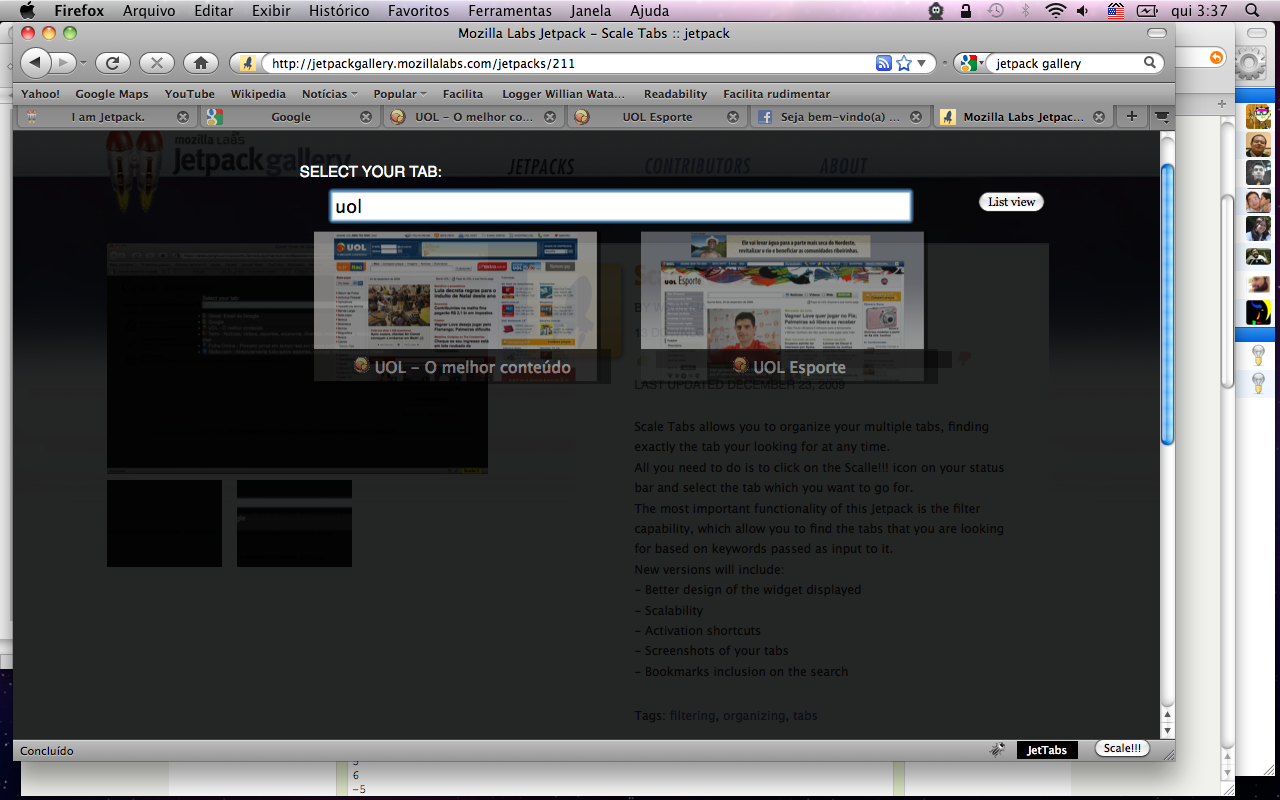 Firefox Arquivo Editar Exibir Histórico Favoritos Ferramentas Janela Ajuda qui 3:37
Mozilla Labs Jetpack – Scale Tabs :: jetpack
http://jetpackgallery.mozillalabs.com/jetpacks/211 jetpack gallery
Yahoo! Google Maps YouTube Wikipedia Notícias Popular Facilita Logger Willian Wata... Readability Facilita rudimentar
I am Jetpack. Google UOL – O melhor co... UOL Esporte Seja bem-vindo(a) ... Mozilla Labs Jetpac...
mozilla LaBS
Jetpack gallery JETPACKS CONTRIBUTORS ABOUT
SELECT YOUR TAB:
uol List view
UOL – O melhor conteúdo UOL Esporte
LAST UPDATED DECEMBER 23, 2009
Scale Tabs allows you to organize your multiple tabs, finding
exactly the tab your looking for at any time.
All you need to do is to click on the Scalle!!! icon on your status
bar and select the tab which you want to go for.
The most important functionality of this Jetpack is the filter
capability, which allow you to find the tabs that you are looking
for based on keywords passed as input to it.
New versions will include:
– Better design of the widget displayed
– Scalability
– Activation shortcuts
– Screenshots of your tabs
– Bookmarks inclusion on the search
Tags: filtering, organizing, tabs
Concluído JetTabs Scale!!!
6
–5